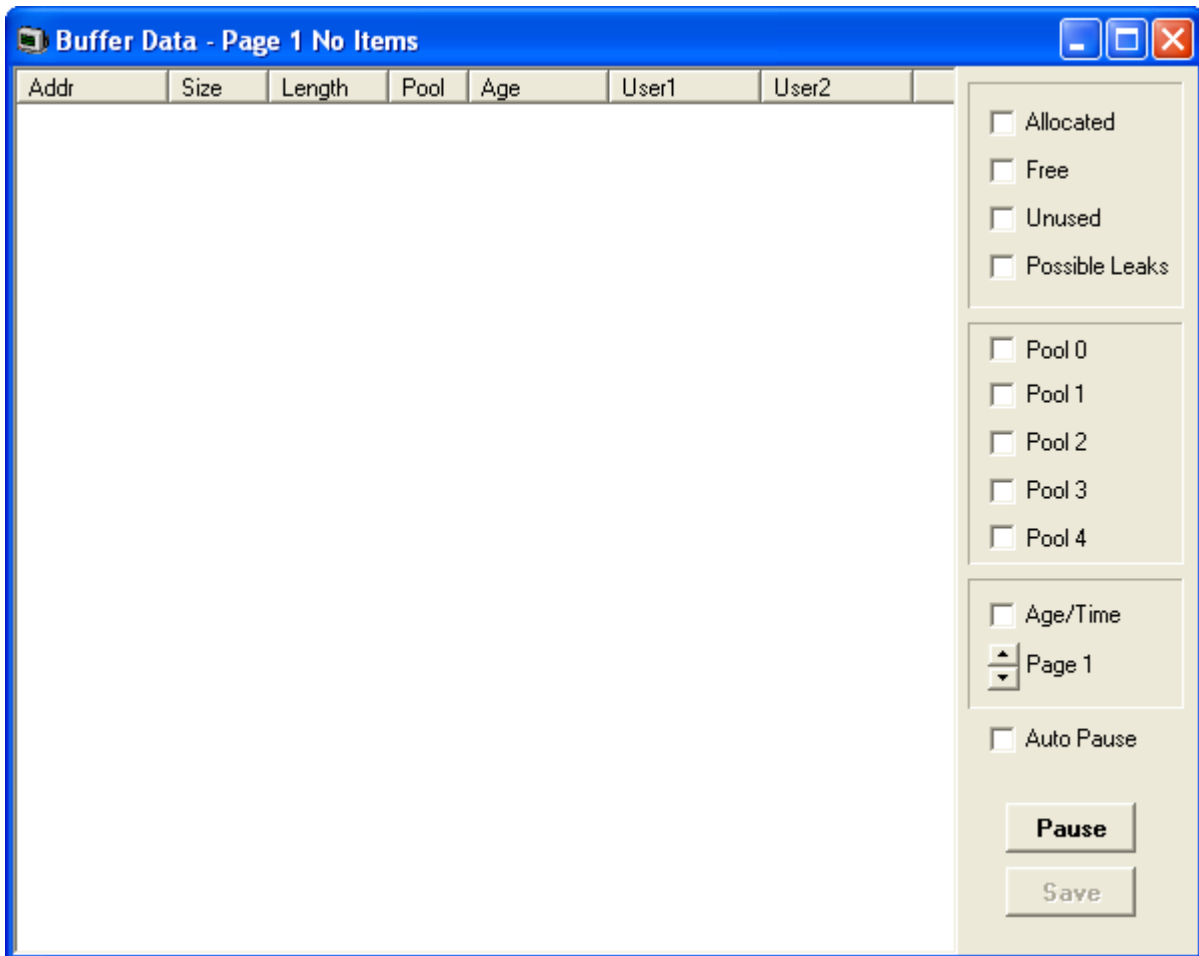 Buffer Data - Page 1 No Items
Addr Size Length Pool Age User1 User2
Allocated
Free
Unused
Possible Leaks
Pool 0
Pool 1
Pool 2
Pool 3
Pool 4
Age/Time
Page 1
Auto Pause
Pause
Save